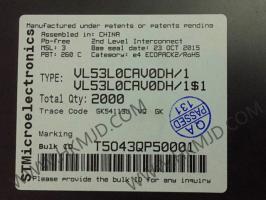 Manufactured under patents or patents pending
Assembled in: CHINA
Pb-free 2nd Level Interconnect
MSL: 3 Bag seal date: 23 OCT 2015
PBT: 260 C Category: e4 ECOPACK2/RoHS
TYPE: VL53L0CAV0DH/1
VL53L0CAV0DH/1$1
Total Qty: 2000
Trace Code
Marking
Bulk ID T5043QP50001
Please provide the bulk ID for any inquiry
STMicroelectronics
QA
PASSED
131